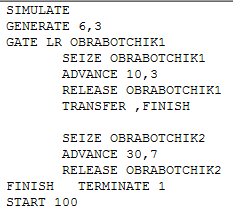 SIMULATE
GENERATE 6,3
GATE LR OBRABOTCHIK1
SEIZE OBRABOTCHIK1
ADVANCE 10,3
RELEASE OBRABOTCHIK1
TRANSFER ,FINISH
SEIZE OBRABOTCHIK2
ADVANCE 30,7
RELEASE OBRABOTCHIK2
FINISH TERMINATE 1
START 100